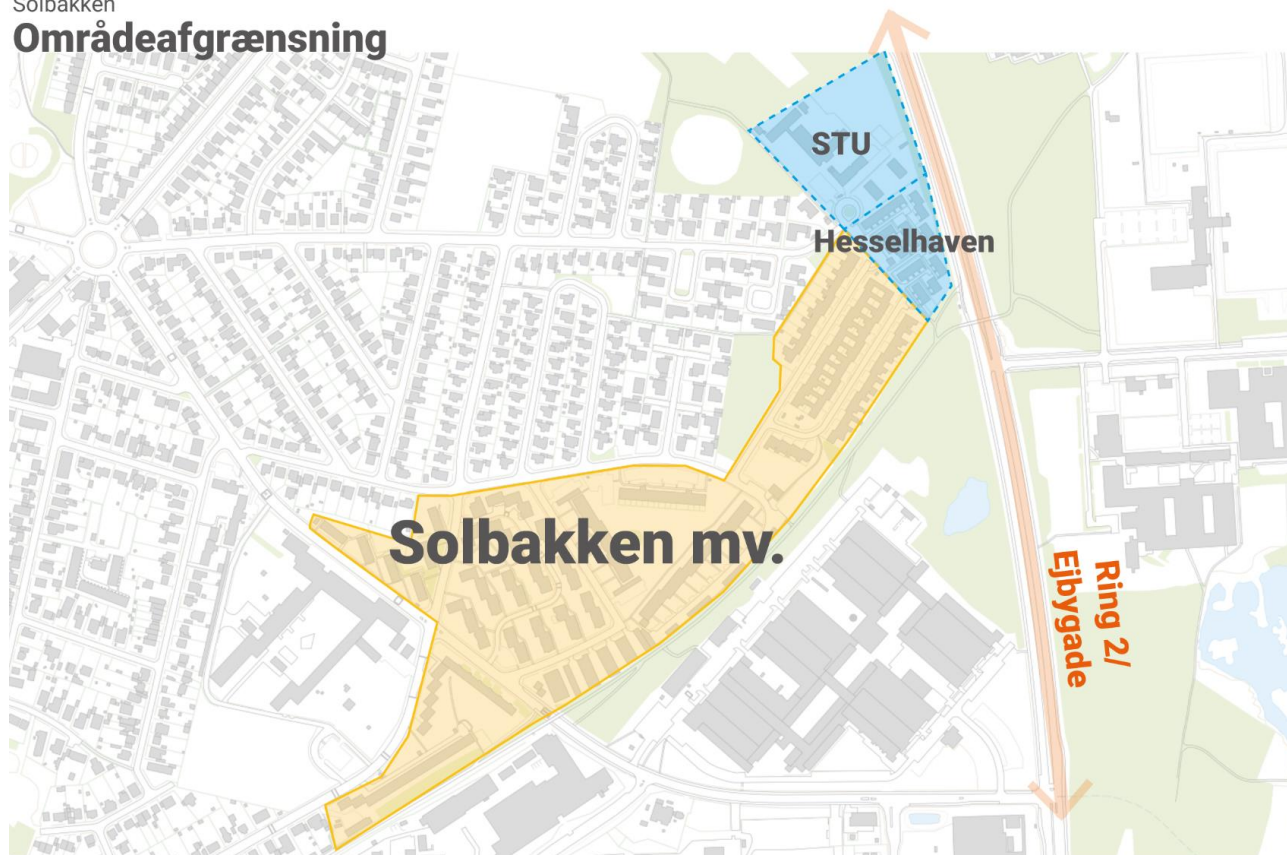 Solbakken
Områdeafgrænsning
STU
Hesselhaven
Solbakken mv.
Ring 2/
Ejbygade